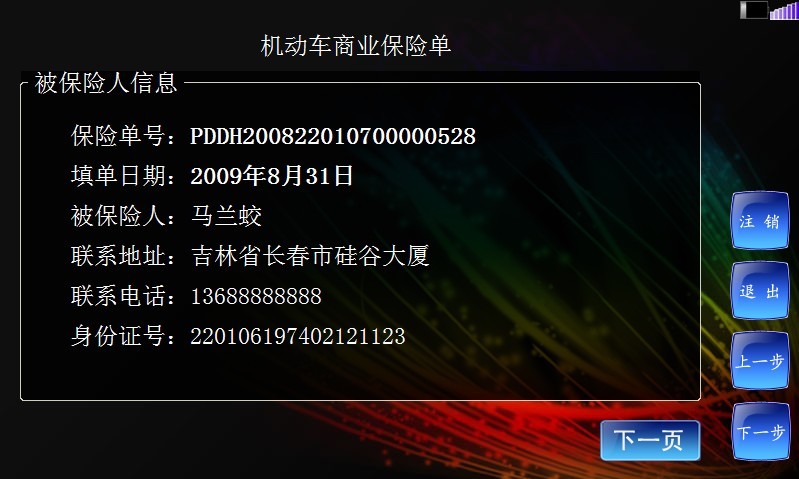 机动车商业保险单
被保险人信息
保险单号：PDDH200822010700000528
填单日期：2009年8月31日
被保险人：马兰蛟
联系地址：吉林省长春市硅谷大厦
联系电话：13688888888
身份证号：220106197402121123
注 销
退 出
上一步
下一步
下一页